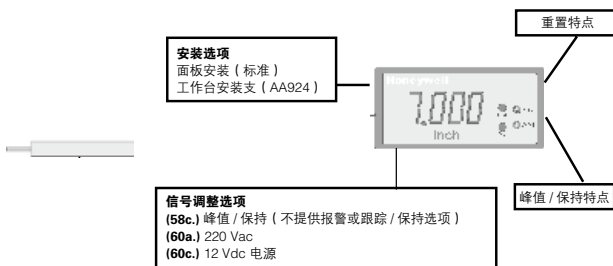 重置特点
安装选项
面板安装（标准）
工作台安装支（AA924）
Honeywell
7.000
Inch
峰值 / 保持特点
信号调整选项
(58c.) 峰值 / 保持（不提供报警或跟踪 / 保持选项）
(60a.) 220 Vac
(60c.) 12 Vdc 电源